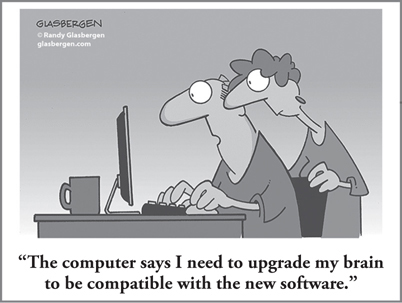 GLASBERGEN
© Randy Glasbergen
glasbergen.com
“The computer says I need to upgrade my brain
to be compatible with the new software.”